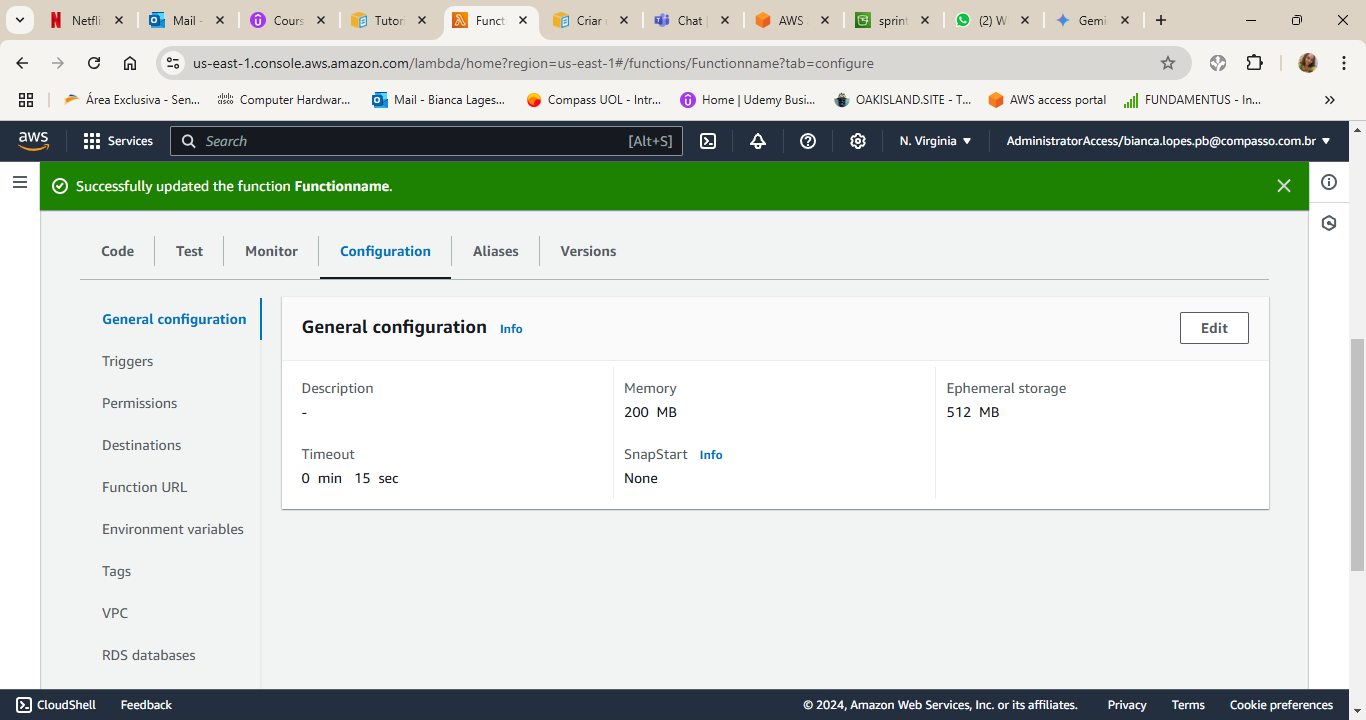 Netfli
Mail -
Cours
Tutori
Funct
Criar
Chat
AWS
sprint
(2) W
Gemi
us-east-1.console.aws.amazon.com/lambda/home?region=us-east-1#/functions/Functionname?tab=configure
Área Exclusiva - Sen...
Computer Hardwar...
Mail - Bianca Lages...
Compass UOL - Intr...
Home | Udemy Busi...
OAKISLAND.SITE - T...
AWS access portal
FUNDAMENTUS - In...
aws
Services
Search
[Alt+S]
N. Virginia
AdministratorAccess/bianca.lopes.pb@compasso.com.br
Successfully updated the function Functionname.
Code
Test
Monitor
Configuration
Aliases
Versions
General configuration
Triggers
Permissions
Destinations
Function URL
Environment variables
Tags
VPC
RDS databases
General configuration Info
Edit
Description
-
Memory
200 MB
Ephemeral storage
512 MB
Timeout
0 min 15 sec
SnapStart Info
None
CloudShell
Feedback
© 2024, Amazon Web Services, Inc. or its affiliates.
Privacy
Terms
Cookie preferences